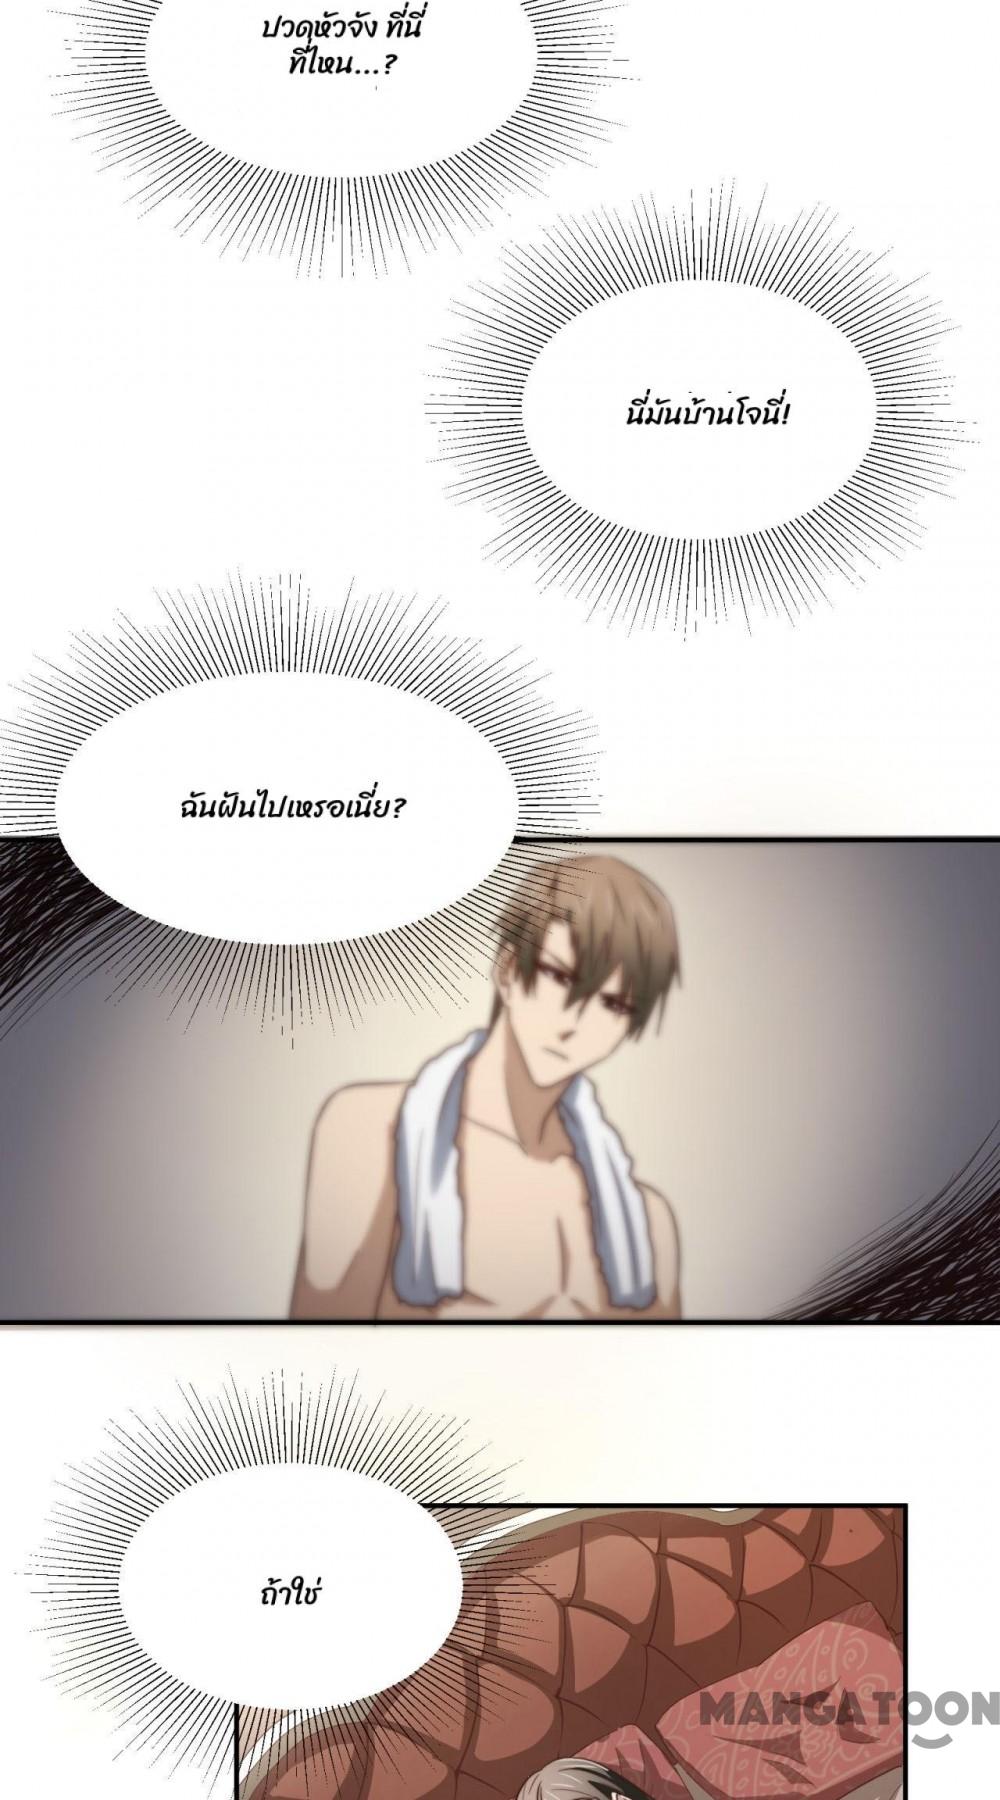 ปวดหัวจัง ที่นี่
ที่ไหน...?
นี่มันบ้านโจนี่!
ฉันฝันไปเหรอเนี่ย?
ถ้าใช่
MANGATOON